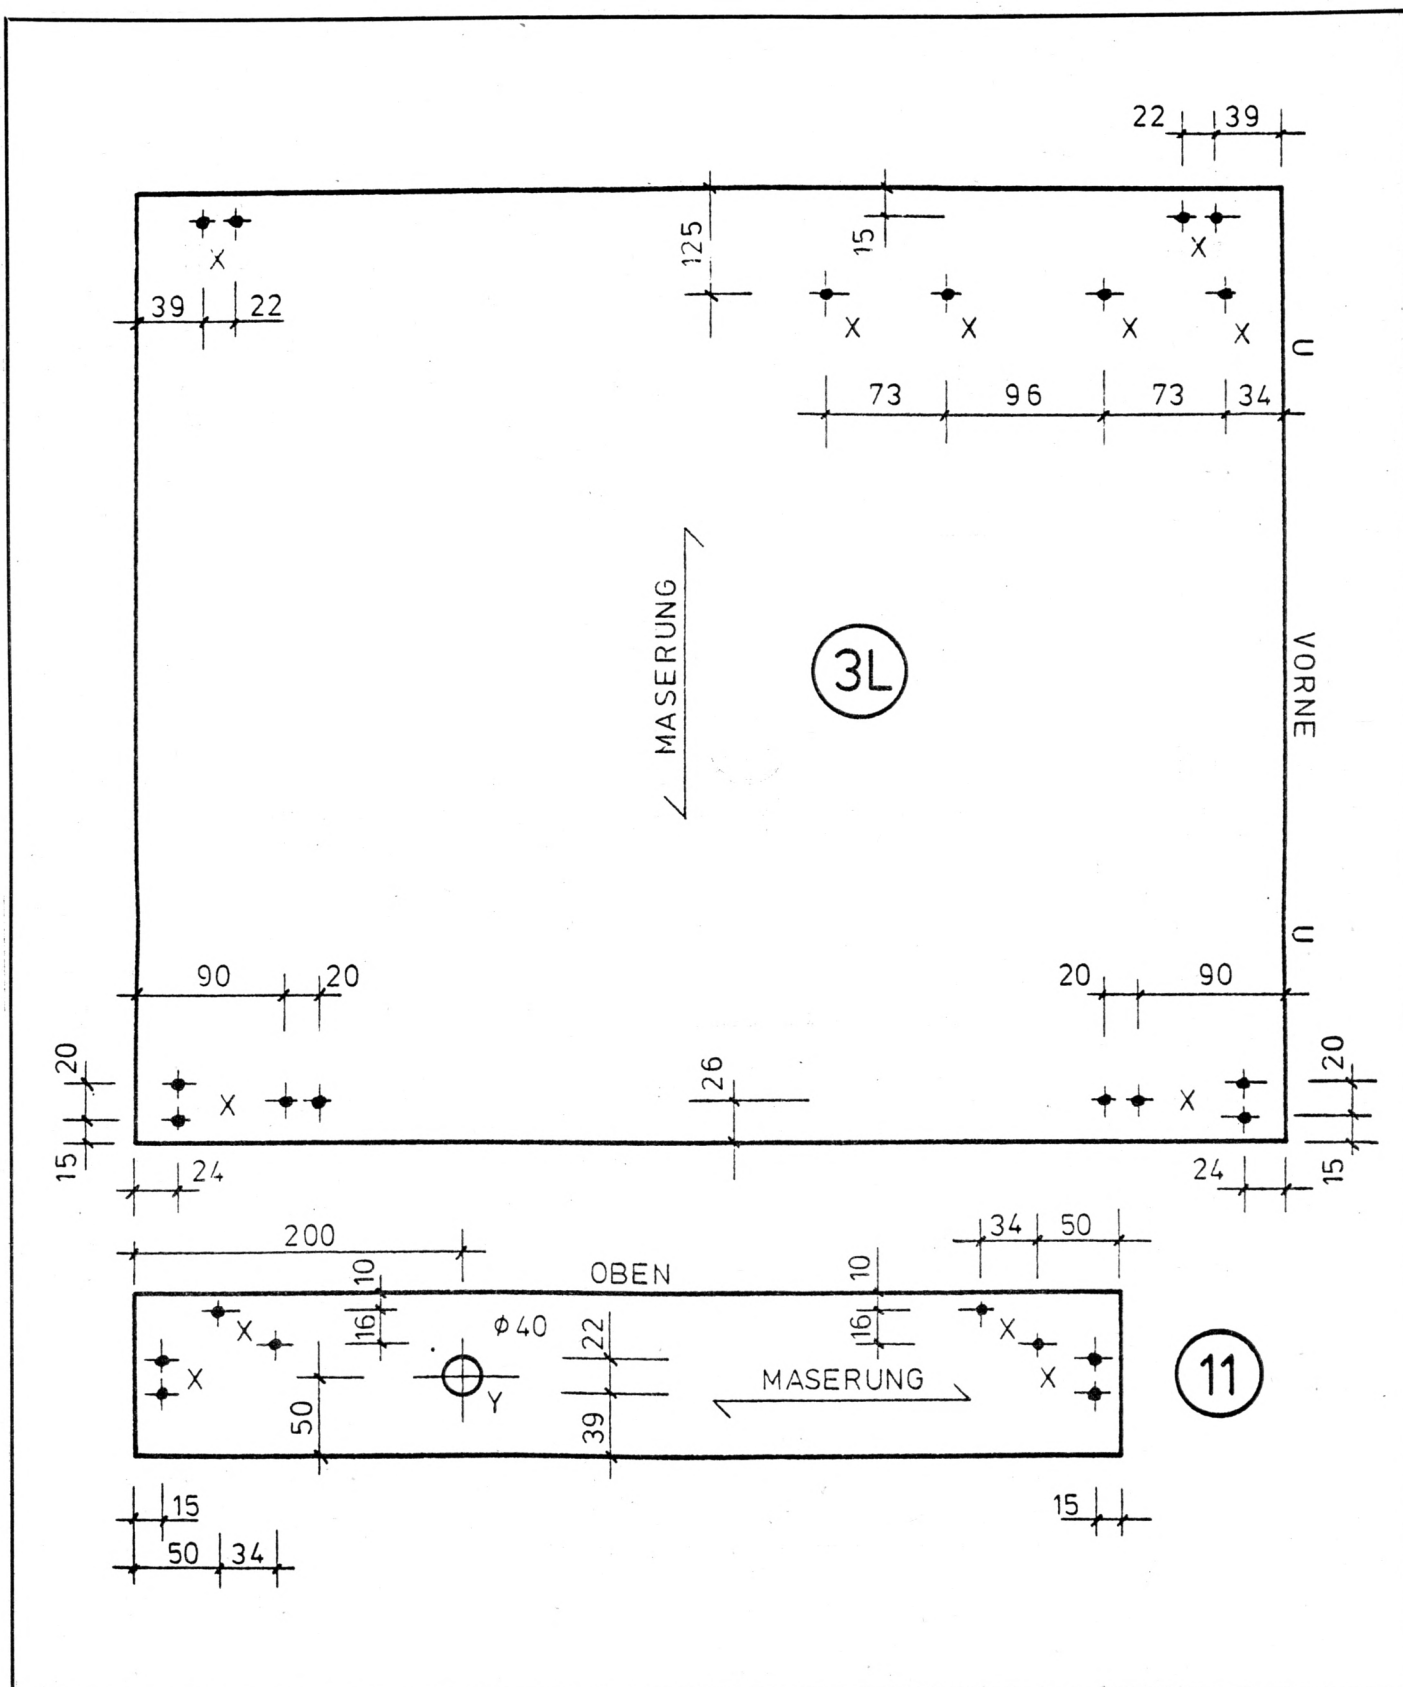 22 39
X X
125 15
39 22
X X X X
U
73 96 73 34
MASERUNG
3L
VORNE
U
90 20 20 90
20 X 26 X 20
15 24 24 15
200 34 50
OBEN
10 10
X 16 Ø40 22 16 X
X MASERUNG X 11
Y
50 39
15 15
50 34